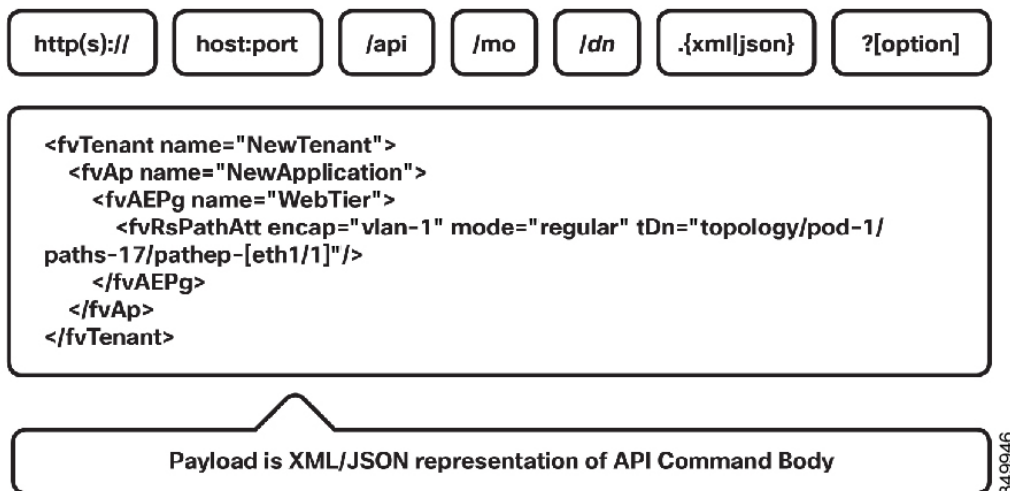 http(s):// host:port /api /mo /dn .{xml|json} ?[option]
<fvTenant name="NewTenant">
<fvAp name="NewApplication">
<fvAEPg name="WebTier">
<fvRsPathAtt encap="vlan-1" mode="regular" tDn="topology/pod-1/
paths-17/pathep-[eth1/1]"/>
</fvAEPg>
</fvAp>
</fvTenant>
Payload is XML/JSON representation of API Command Body
349946